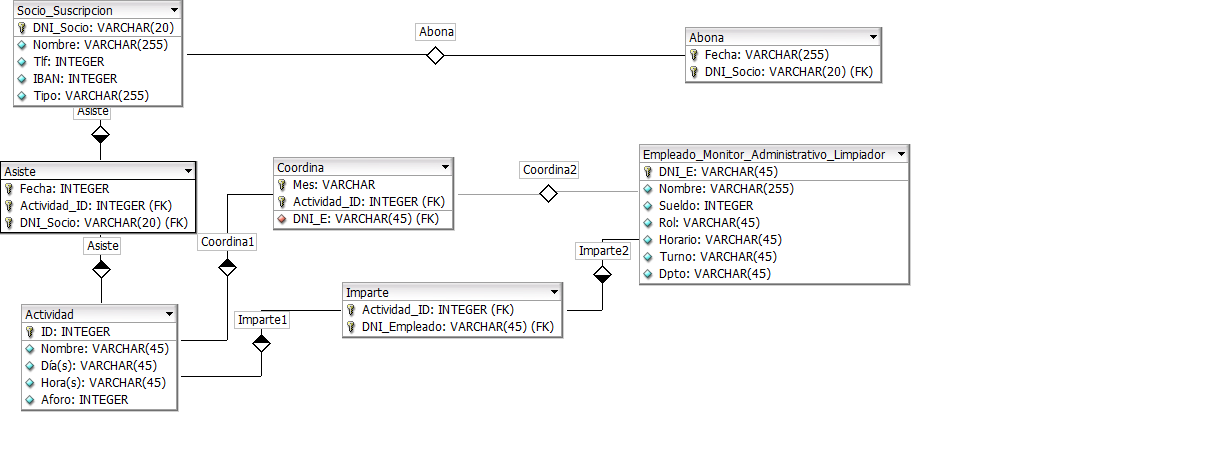 Socio_Suscripcion
DNI_Socio: VARCHAR(20)
Nombre: VARCHAR(255)
Tlf: INTEGER
IBAN: INTEGER
Tipo: VARCHAR(255)
Abona
Abona
Fecha: VARCHAR(255)
DNI_Socio: VARCHAR(20) (FK)
Asiste
Asiste
Fecha: INTEGER
Actividad_ID: INTEGER (FK)
DNI_Socio: VARCHAR(20) (FK)
Asiste
Coordina
Mes: VARCHAR
Actividad_ID: INTEGER (FK)
DNI_E: VARCHAR(45) (FK)
Coordina1
Coordina2
Empleado_Monitor_Administrativo_Limpiador
DNI_E: VARCHAR(45)
Nombre: VARCHAR(255)
Sueldo: INTEGER
Rol: VARCHAR(45)
Horario: VARCHAR(45)
Turno: VARCHAR(45)
Dpto: VARCHAR(45)
Imparte2
Imparte
Actividad_ID: INTEGER (FK)
DNI_Empleado: VARCHAR(45) (FK)
Imparte1
Actividad
ID: INTEGER
Nombre: VARCHAR(45)
Día(s): VARCHAR(45)
Hora(s): VARCHAR(45)
Aforo: INTEGER